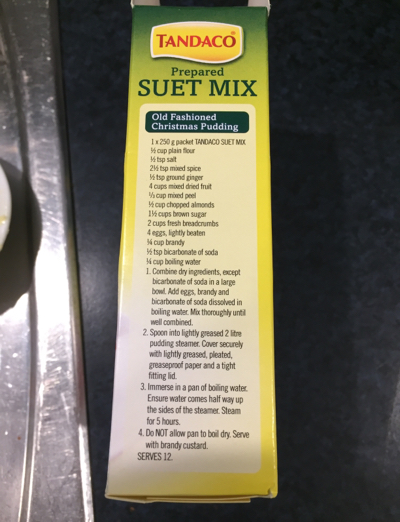 TANDACO®
Prepared
SUET MIX
Old Fashioned
Christmas Pudding
1 x 250 g packet TANDACO SUET MIX
½ cup plain flour
½ tsp salt
2½ tsp mixed spice
½ tsp ground ginger
4 cups mixed dried fruit
⅓ cup mixed peel
½ cup chopped almonds
1½ cups brown sugar
2 cups fresh breadcrumbs
4 eggs, lightly beaten
¼ cup brandy
½ tsp bicarbonate of soda
¼ cup boiling water
1. Combine dry ingredients, except
bicarbonate of soda in a large
bowl. Add eggs, brandy and
bicarbonate of soda dissolved in
boiling water. Mix thoroughly until
well combined.
2. Spoon into lightly greased 2 litre
pudding steamer. Cover securely
with lightly greased, pleated,
greaseproof paper and a tight
fitting lid.
3. Immerse in a pan of boiling water.
Ensure water comes half way up
the sides of the steamer. Steam
for 5 hours.
4. Do NOT allow pan to boil dry. Serve
with brandy custard.
SERVES 12.